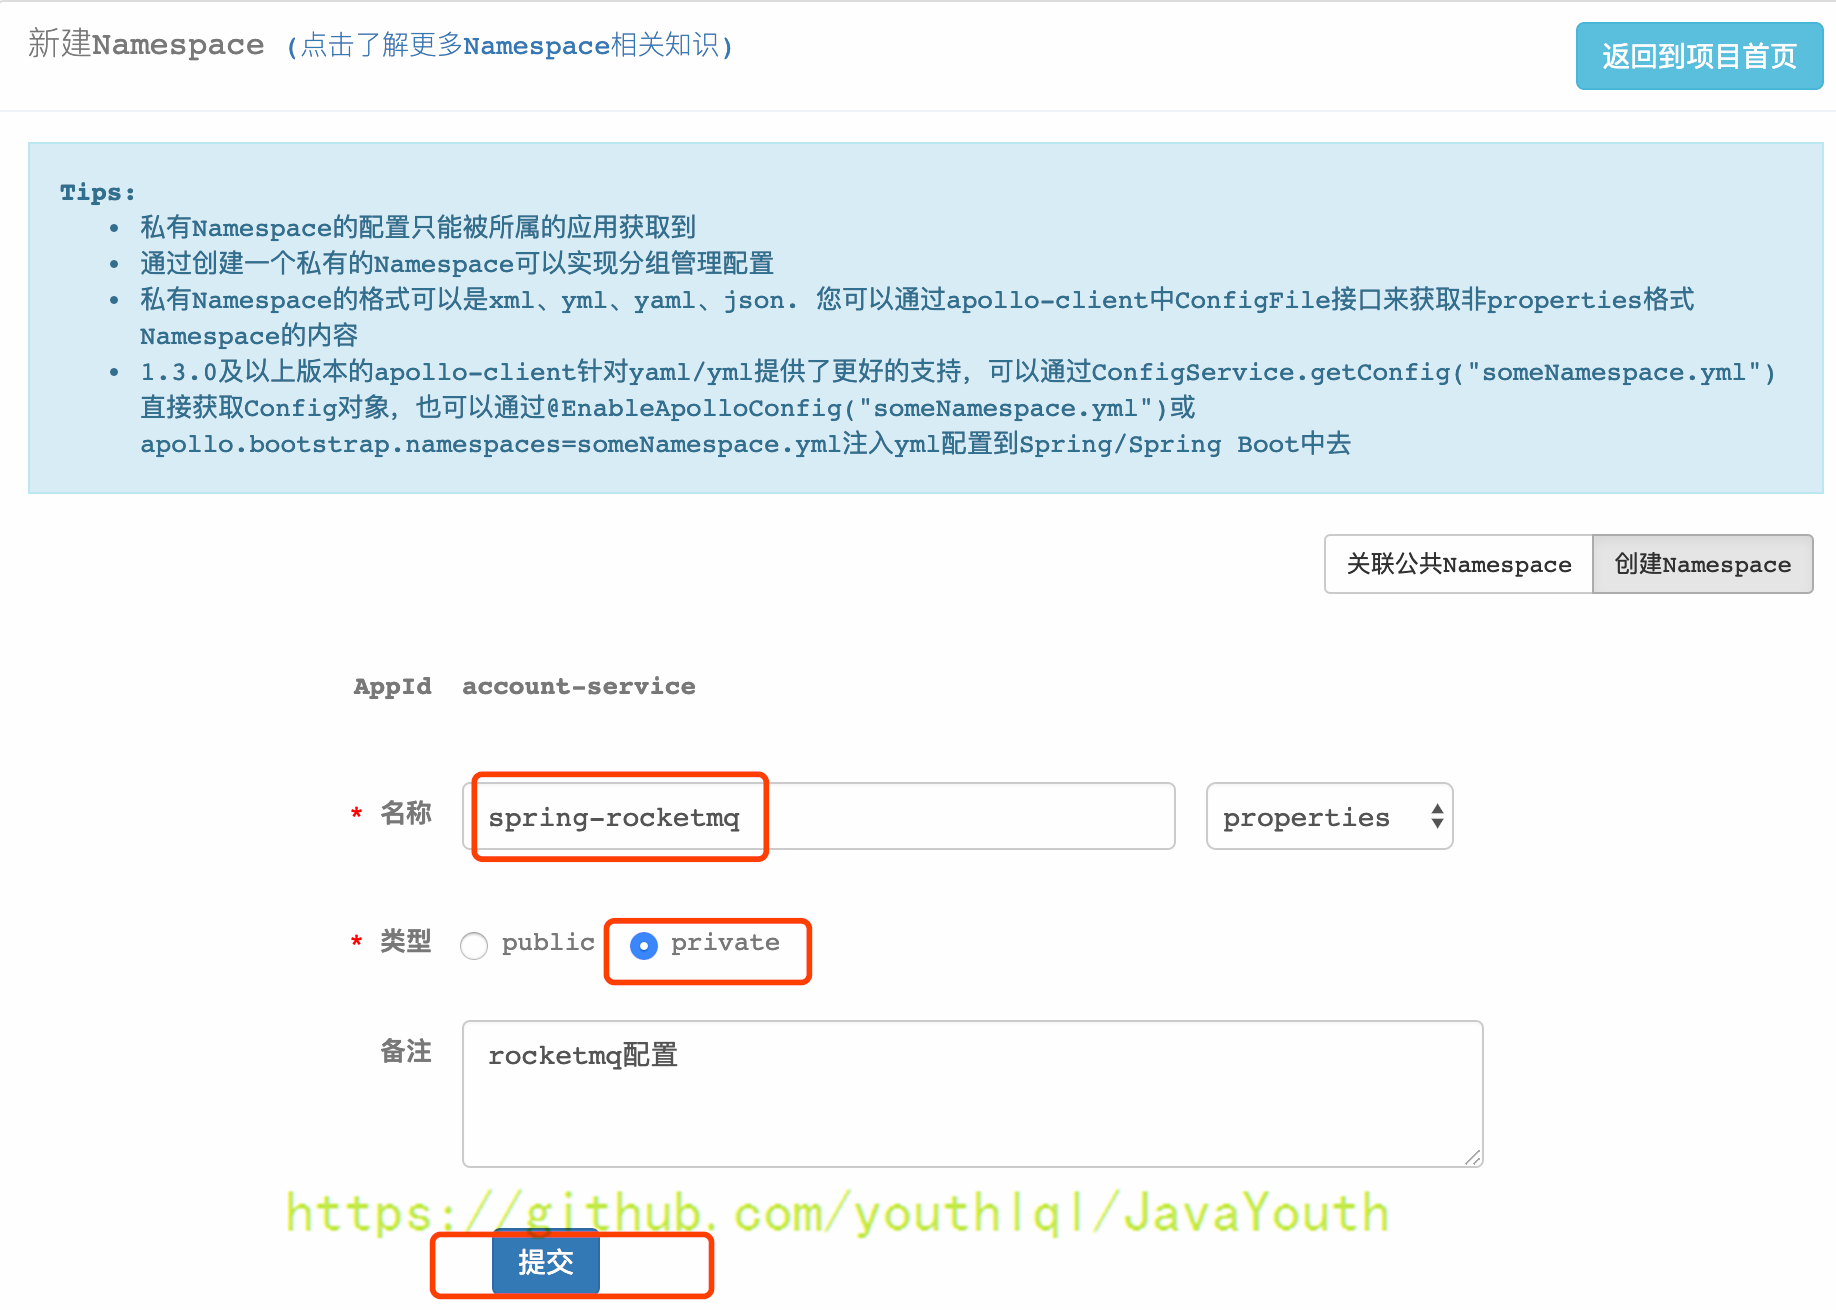 新建Namespace (点击了解更多Namespace相关知识)
返回到项目首页
Tips:
• 私有Namespace的配置只能被所属的应用获取到
• 通过创建一个私有的Namespace可以实现分组管理配置
• 私有Namespace的格式可以是xml、yml、yaml、json. 您可以通过apollo-client中ConfigFile接口来获取非properties格式
Namespace的内容
• 1.3.0及以上版本的apollo-client针对yaml/yml提供了更好的支持，可以通过ConfigService.getConfig("someNamespace.yml")
直接获取Config对象，也可以通过@EnableApolloConfig("someNamespace.yml")或
apollo.bootstrap.namespaces=someNamespace.yml注入yml配置到Spring/Spring Boot中去
关联公共Namespace 创建Namespace
AppId account-service
* 名称 spring-rocketmq properties
* 类型 public private
备注 rocketmq配置
https://github.com/youthlql/JavaYouth
提交